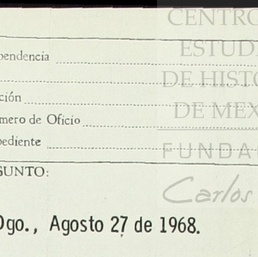 CENTRO
ESTUD
DE HIST
DE MEX
FUNDA
Carlos
pendencia
ción
mero de Oficio
pediente
SUNTO:
Dgo., Agosto 27 de 1968.